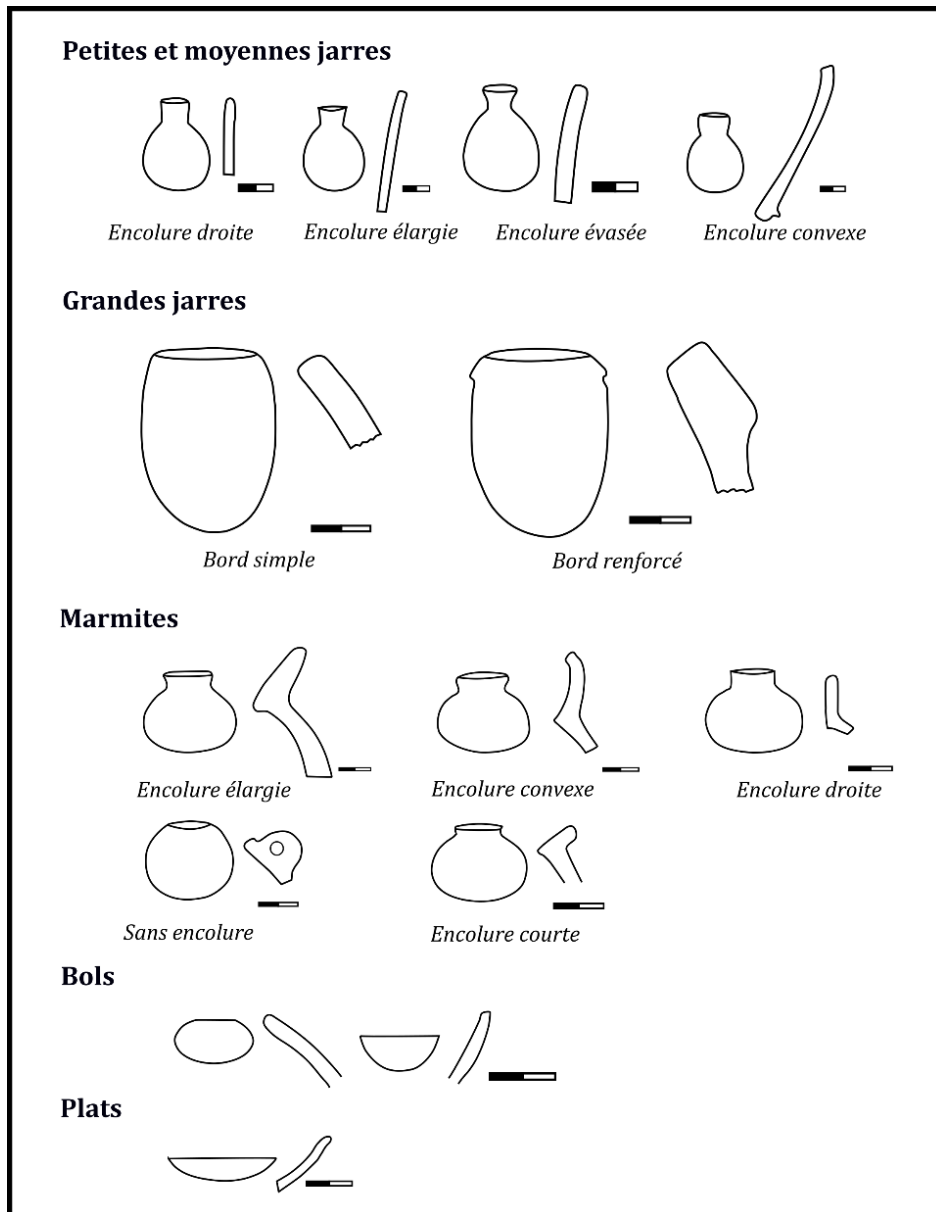 Petites et moyennes jarres
Encolure droite
Encolure élargie
Encolure évasée
Encolure convexe
Grandes jarres
Bord simple
Bord renforcé
Marmites
Encolure élargie
Encolure convexe
Encolure droite
Sans encolure
Encolure courte
Bols
Plats